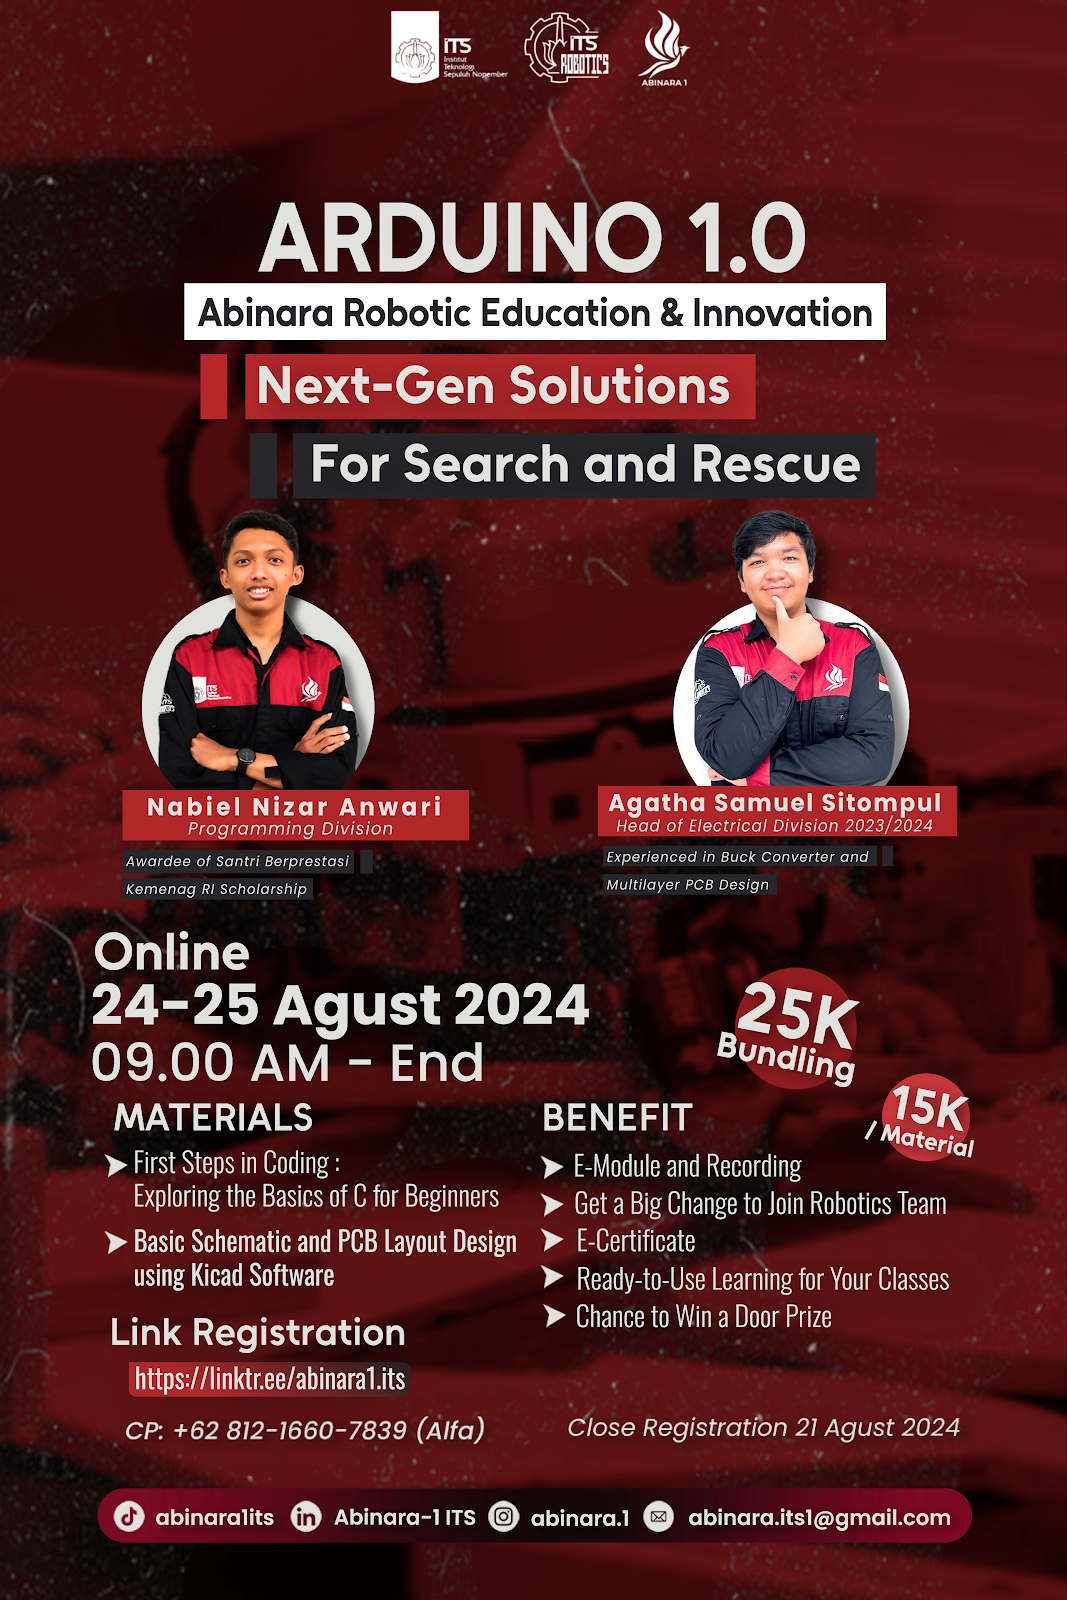 iTS
Institut
Teknologi
Sepuluh Nopember
iTS
ROBOTICS
ABINARA 1
ARDUINO 1.0
Abinara Robotic Education & Innovation
Next-Gen Solutions
For Search and Rescue
iTS
iTS
Nabiel Nizar Anwari
Programming Division
Awardee of Santri Berprestasi
Kemenag RI Scholarship
Agatha Samuel Sitompul
Head of Electrical Division 2023/2024
Experienced in Buck Converter and
Multilayer PCB Design
Online
24-25 Agust 2024
09.00 AM - End
25K
Bundling
15K
/ Material
MATERIALS
First Steps in Coding :
Exploring the Basics of C for Beginners
Basic Schematic and PCB Layout Design
using Kicad Software
BENEFIT
E-Module and Recording
Get a Big Change to Join Robotics Team
E-Certificate
Ready-to-Use Learning for Your Classes
Chance to Win a Door Prize
Link Registration
https://linktr.ee/abinara1.its
CP: +62 812-1660-7839 (Alfa)
Close Registration 21 Agust 2024
abinara1its
Abinara-1 ITS
abinara.1
abinara.its1@gmail.com